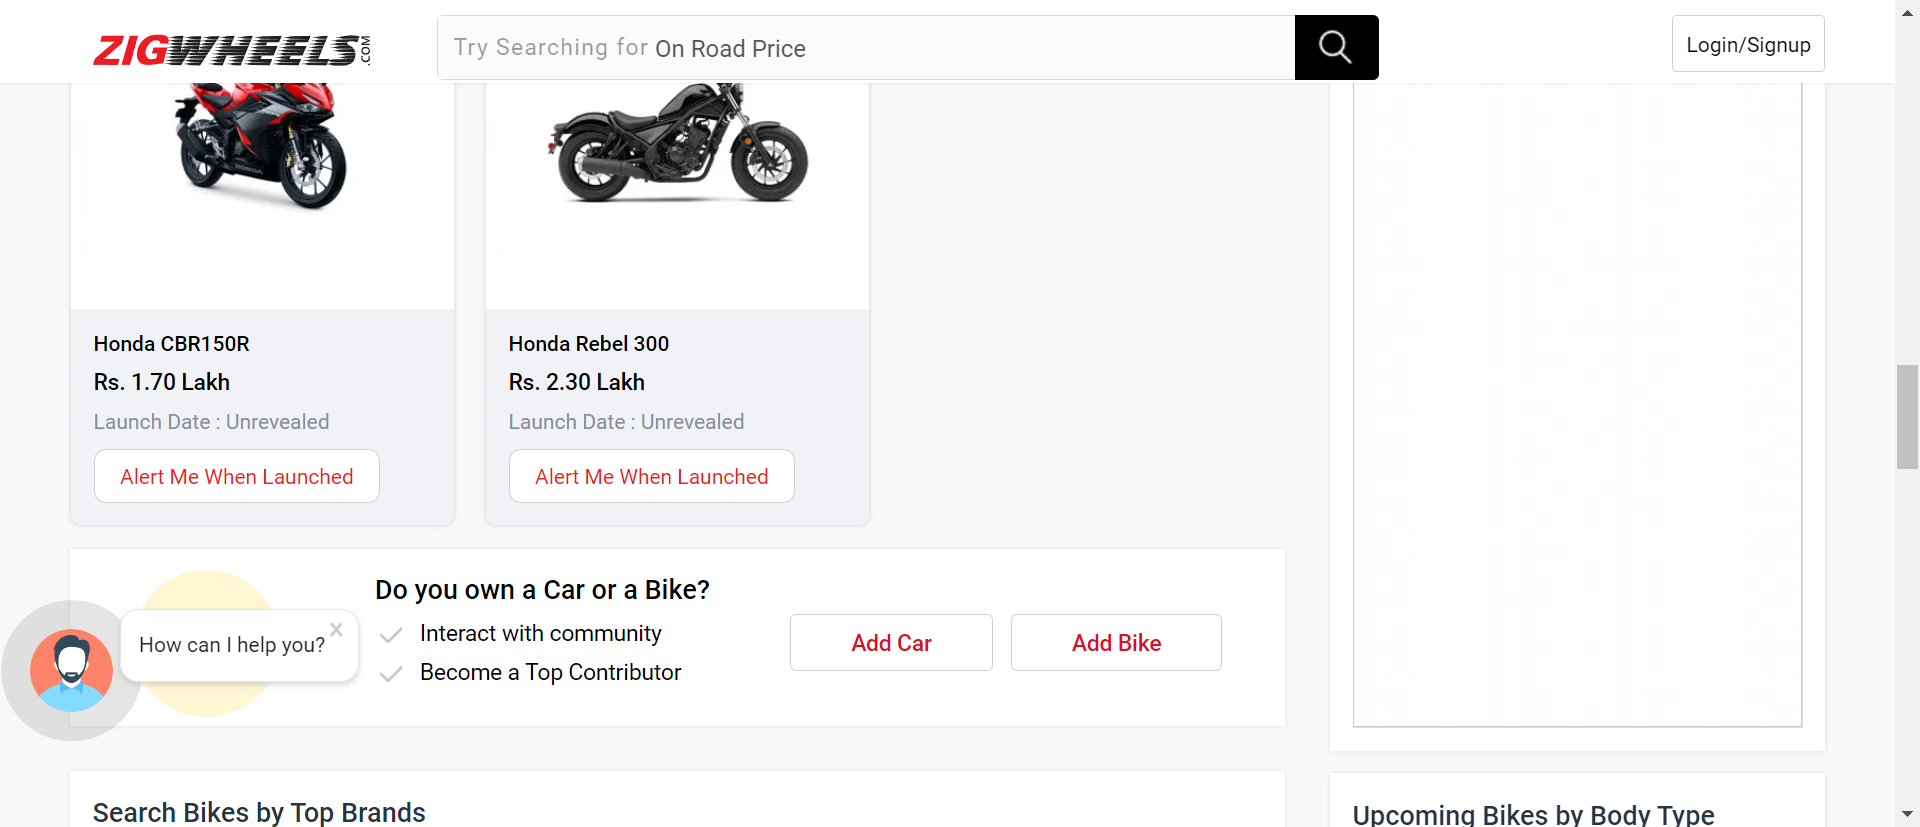 ZIGWHEELS.COM
Try Searching for On Road Price
Login/Signup
HONDA
Honda CBR150R
Rs. 1.70 Lakh
Launch Date : Unrevealed
Alert Me When Launched
Honda Rebel 300
Rs. 2.30 Lakh
Launch Date : Unrevealed
Alert Me When Launched
Do you own a Car or a Bike?
Interact with community
Become a Top Contributor
Add Car
Add Bike
How can I help you?
Search Bikes by Top Brands
Upcoming Bikes by Body Type